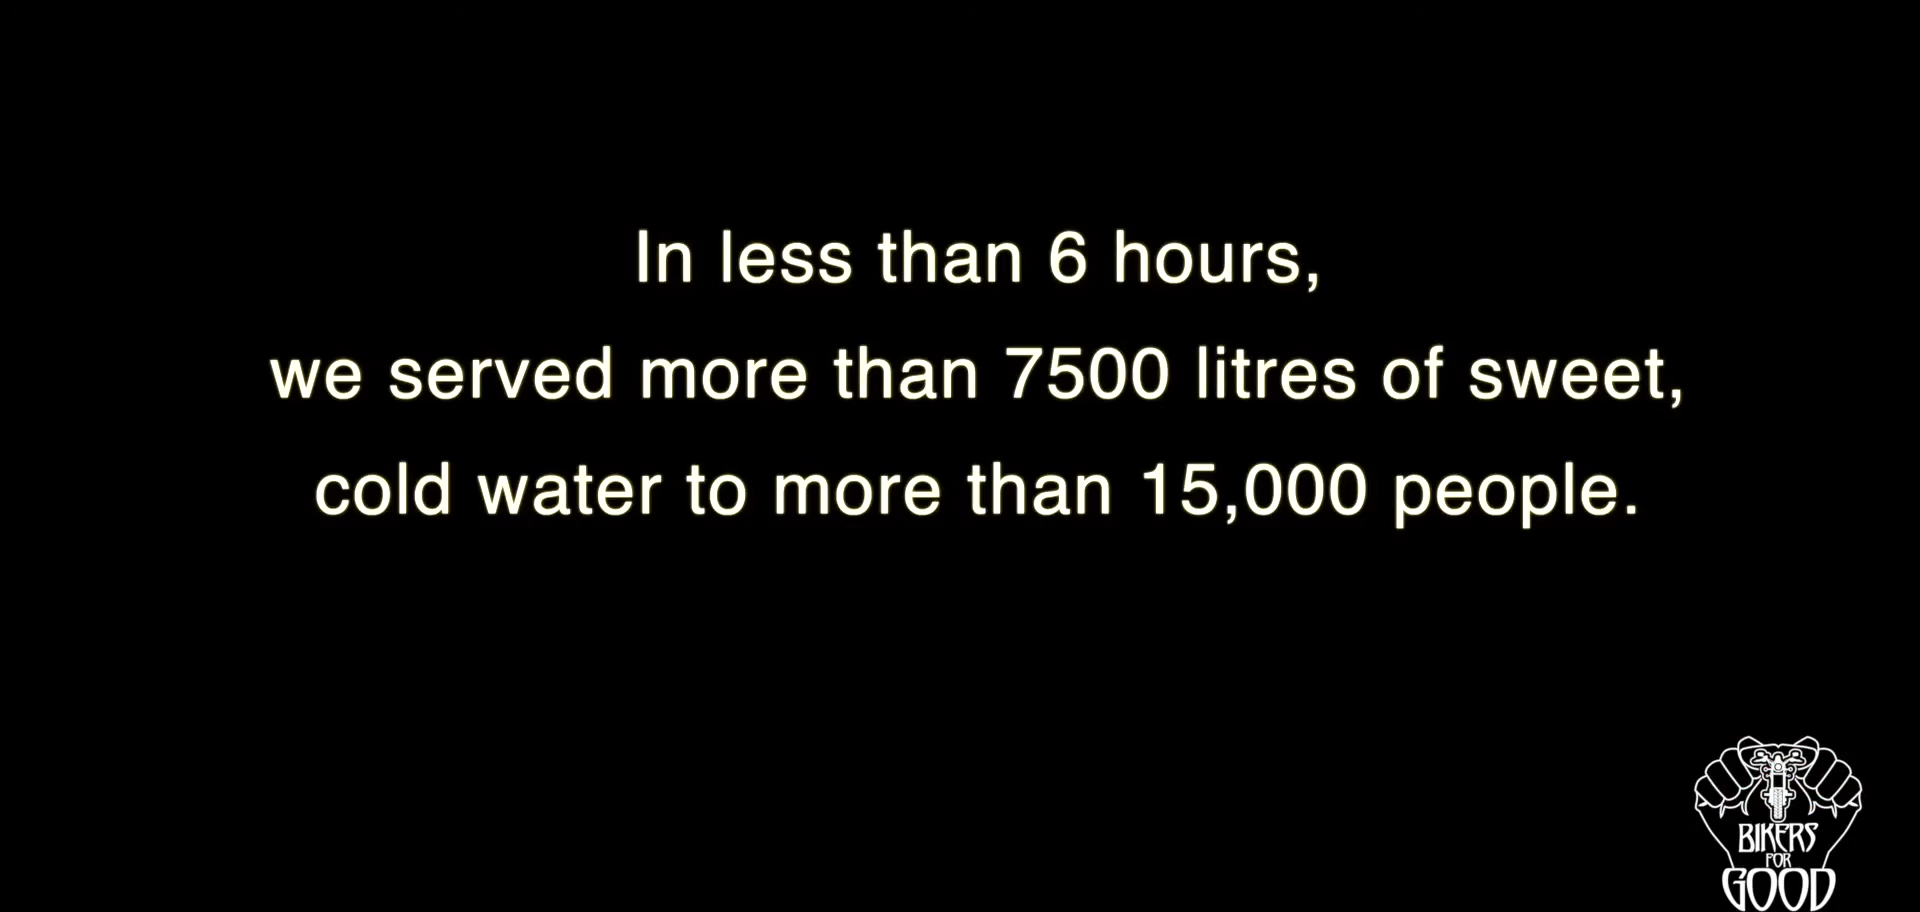 In less than 6 hours,
we served more than 7500 litres of sweet,
cold water to more than 15,000 people.
BIKERS
FOR
GOOD